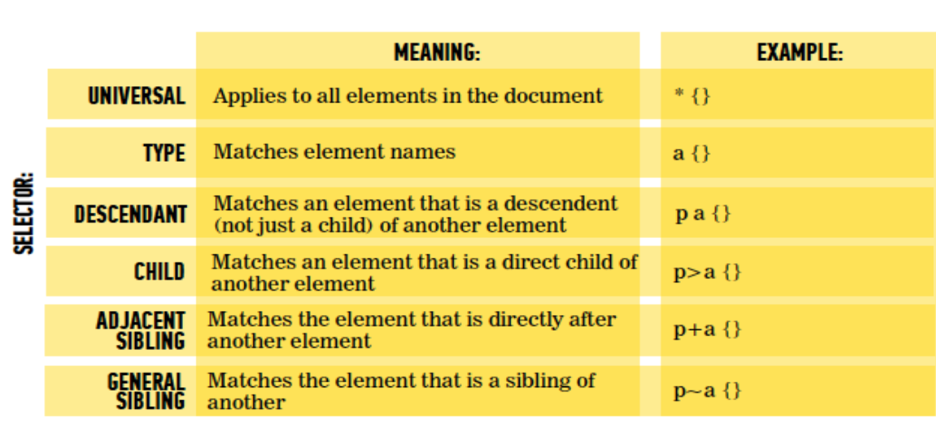 MEANING:
EXAMPLE:
SELECTOR:
UNIVERSAL
Applies to all elements in the document
* {}
TYPE
Matches element names
a {}
DESCENDANT
Matches an element that is a descendent
(not just a child) of another element
p a {}
CHILD
Matches an element that is a direct child of
another element
p>a {}
ADJACENT
SIBLING
Matches the element that is directly after
another element
p+a {}
GENERAL
SIBLING
Matches the element that is a sibling of
another
p~a {}